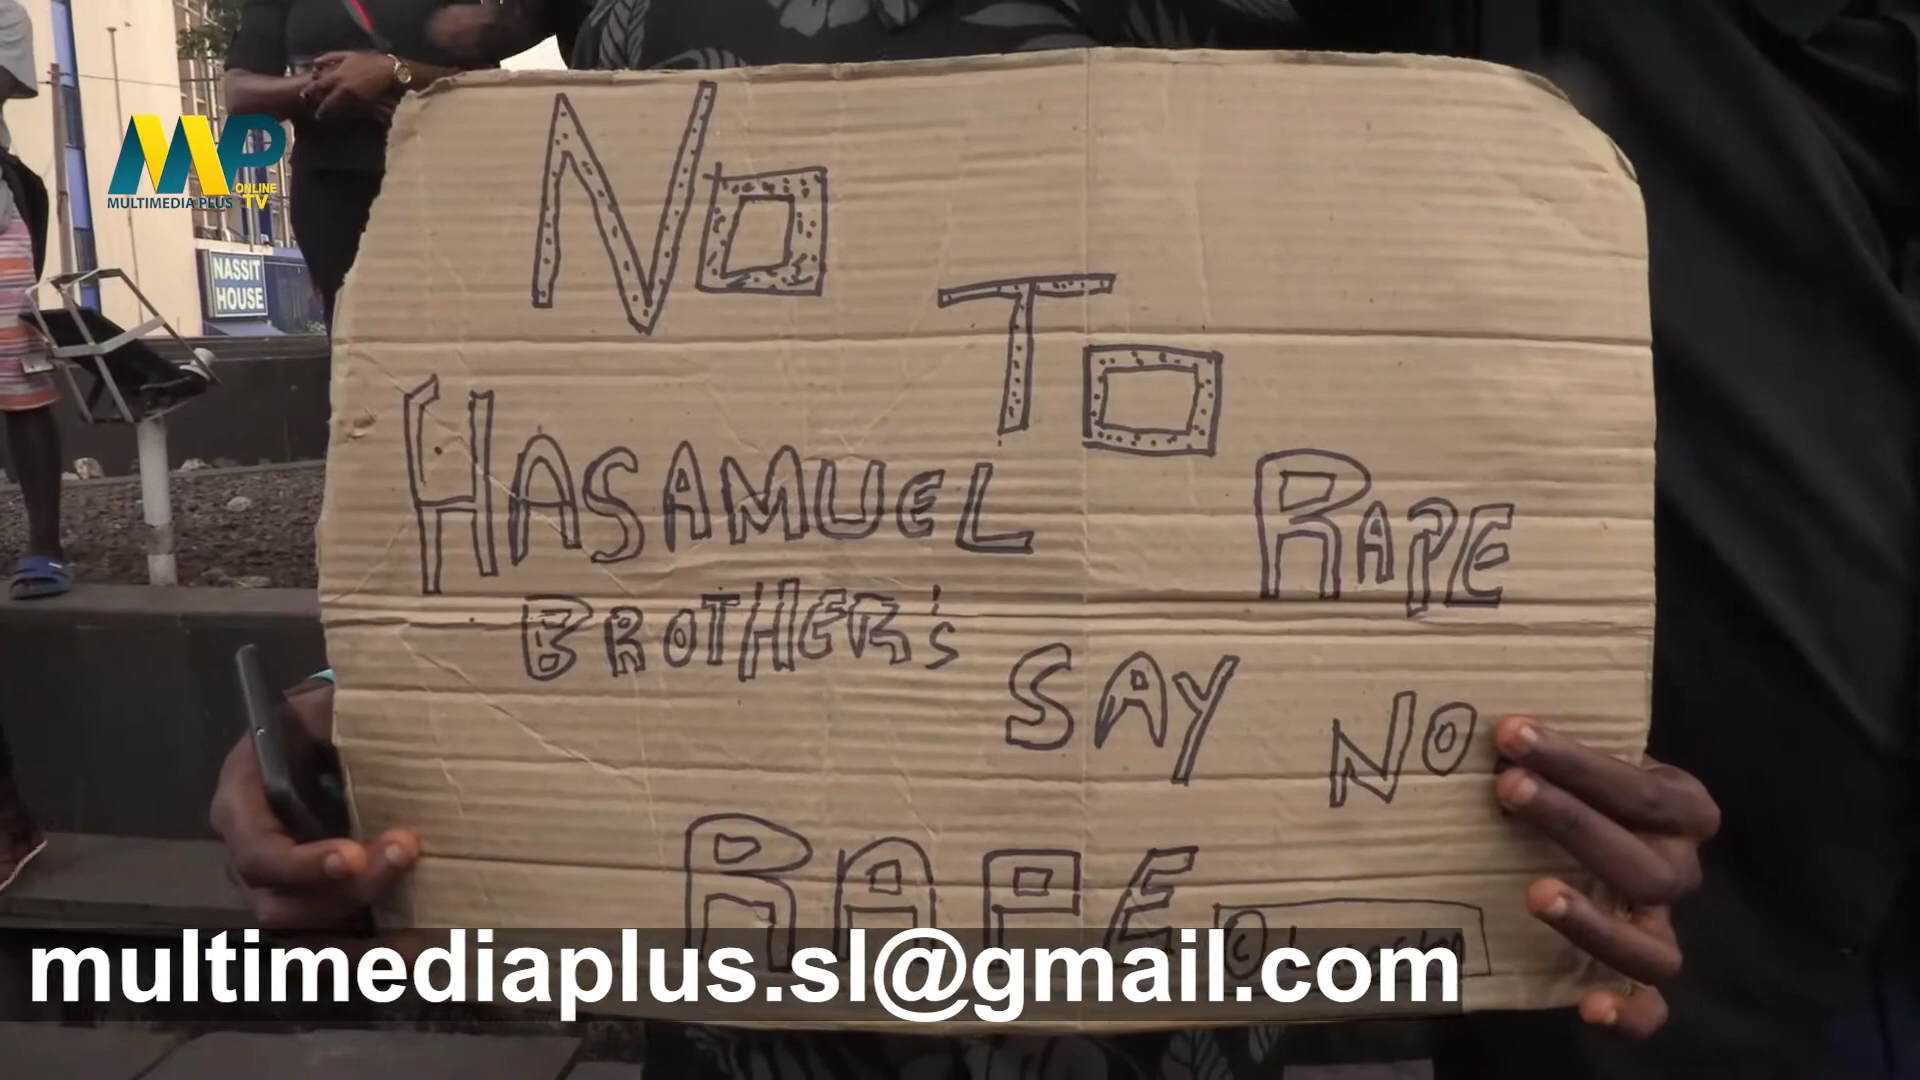 MP
MULTIMEDIA PLUS ONLINE TV
NASSIT
HOUSE
NO
TO
RAPE
HASAMUEL
BROTHER'S
SAY NO
RAPE
multimediaplus.sl@gmail.com